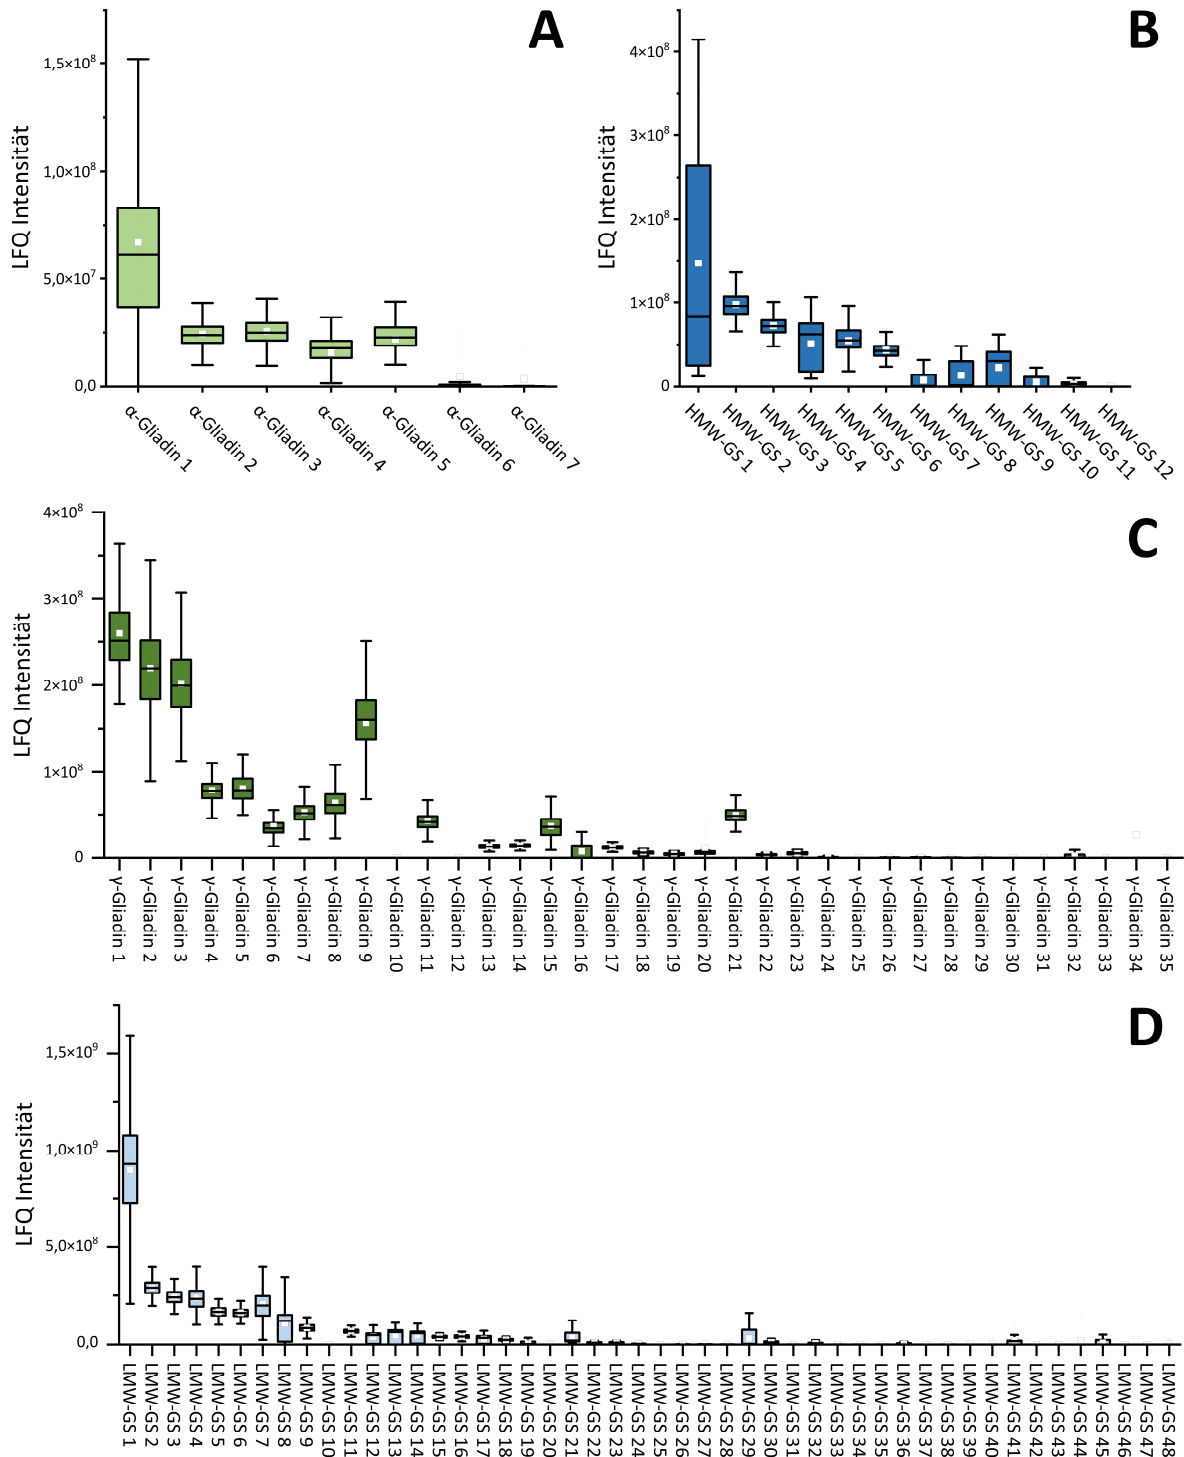 A
LFQ Intensität
1,5×10⁸
1,0×10⁸
5,0×10⁷
0,0
α-Gliadin 1
α-Gliadin 2
α-Gliadin 3
α-Gliadin 4
α-Gliadin 5
α-Gliadin 6
α-Gliadin 7
B
LFQ Intensität
4×10⁸
3×10⁸
2×10⁸
1×10⁸
0
HMW-GS 1
HMW-GS 2
HMW-GS 3
HMW-GS 4
HMW-GS 5
HMW-GS 6
HMW-GS 7
HMW-GS 8
HMW-GS 9
HMW-GS 10
HMW-GS 11
HMW-GS 12
C
LFQ Intensität
4×10⁸
3×10⁸
2×10⁸
1×10⁸
0
γ-Gliadin 1
γ-Gliadin 2
γ-Gliadin 3
γ-Gliadin 4
γ-Gliadin 5
γ-Gliadin 6
γ-Gliadin 7
γ-Gliadin 8
γ-Gliadin 9
γ-Gliadin 10
γ-Gliadin 11
γ-Gliadin 12
γ-Gliadin 13
γ-Gliadin 14
γ-Gliadin 15
γ-Gliadin 16
γ-Gliadin 17
γ-Gliadin 18
γ-Gliadin 19
γ-Gliadin 20
γ-Gliadin 21
γ-Gliadin 22
γ-Gliadin 23
γ-Gliadin 24
γ-Gliadin 25
γ-Gliadin 26
γ-Gliadin 27
γ-Gliadin 28
γ-Gliadin 29
γ-Gliadin 30
γ-Gliadin 31
γ-Gliadin 32
γ-Gliadin 33
γ-Gliadin 34
γ-Gliadin 35
D
LFQ Intensität
1,5×10⁹
1,0×10⁹
5,0×10⁸
0,0
LMW-GS 1
LMW-GS 2
LMW-GS 3
LMW-GS 4
LMW-GS 5
LMW-GS 6
LMW-GS 7
LMW-GS 8
LMW-GS 9
LMW-GS 10
LMW-GS 11
LMW-GS 12
LMW-GS 13
LMW-GS 14
LMW-GS 15
LMW-GS 16
LMW-GS 17
LMW-GS 18
LMW-GS 19
LMW-GS 20
LMW-GS 21
LMW-GS 22
LMW-GS 23
LMW-GS 24
LMW-GS 25
LMW-GS 26
LMW-GS 27
LMW-GS 28
LMW-GS 29
LMW-GS 30
LMW-GS 31
LMW-GS 32
LMW-GS 34
LMW-GS 35
LMW-GS 36
LMW-GS 37
LMW-GS 38
LMW-GS 39
LMW-GS 40
LMW-GS 41
LMW-GS 42
LMW-GS 43
LMW-GS 44
LMW-GS 45
LMW-GS 46
LMW-GS 47
LMW-GS 48